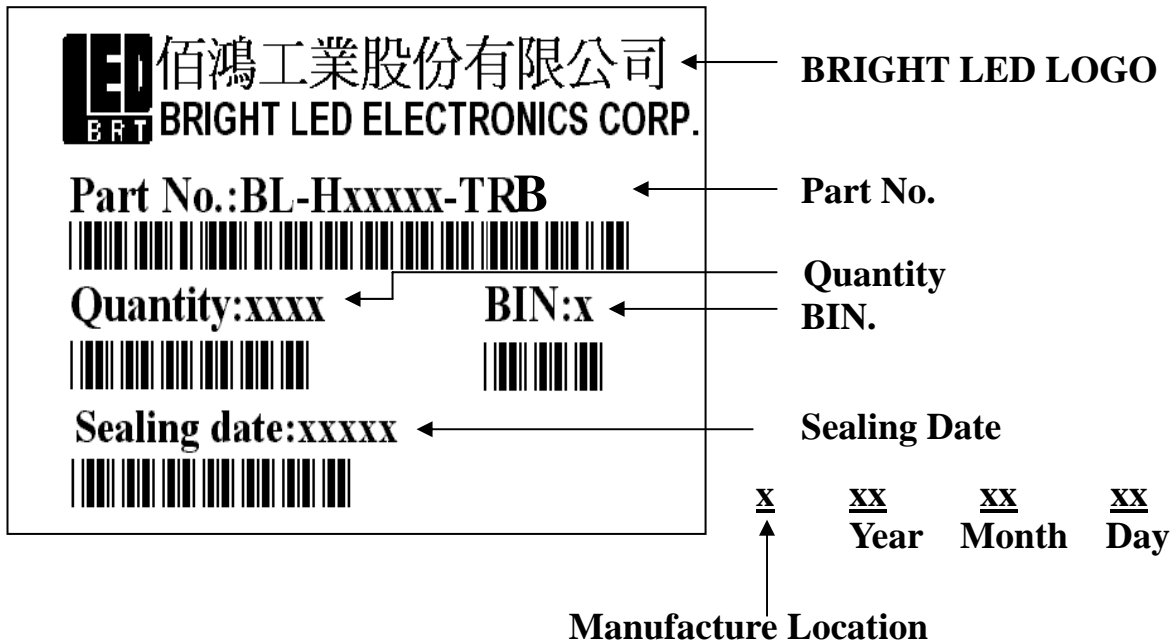 LED
BRT
佰鴻工業股份有限公司
BRIGHT LED ELECTRONICS CORP.
BRIGHT LED LOGO
Part No.:BL-Hxxxxx-TRB
Part No.
Quantity
Quantity:xxxx
BIN:x
BIN.
Sealing date:xxxxx
Sealing Date
x xx xx xx
Year Month Day
Manufacture Location